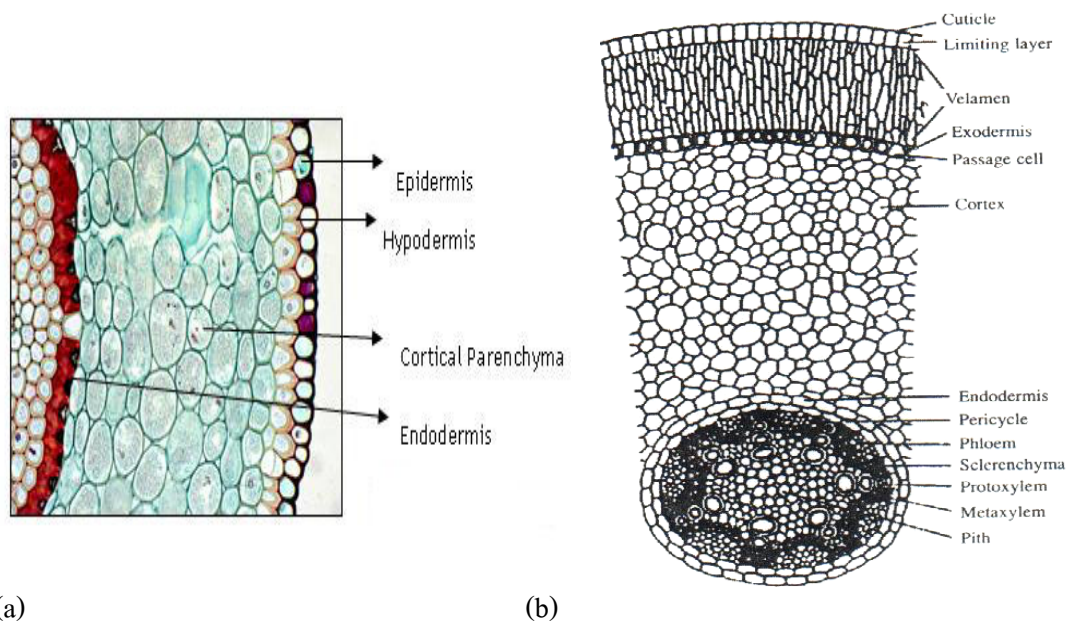 Epidermis
Hypodermis
Cortical Parenchyma
Endodermis
(a)
Cuticle
Limiting layer
Velamen
Exodermis
Passage cell
Cortex
Endodermis
Pericycle
Phloem
Sclerenchyma
Protoxylem
Metaxylem
Pith
(b)